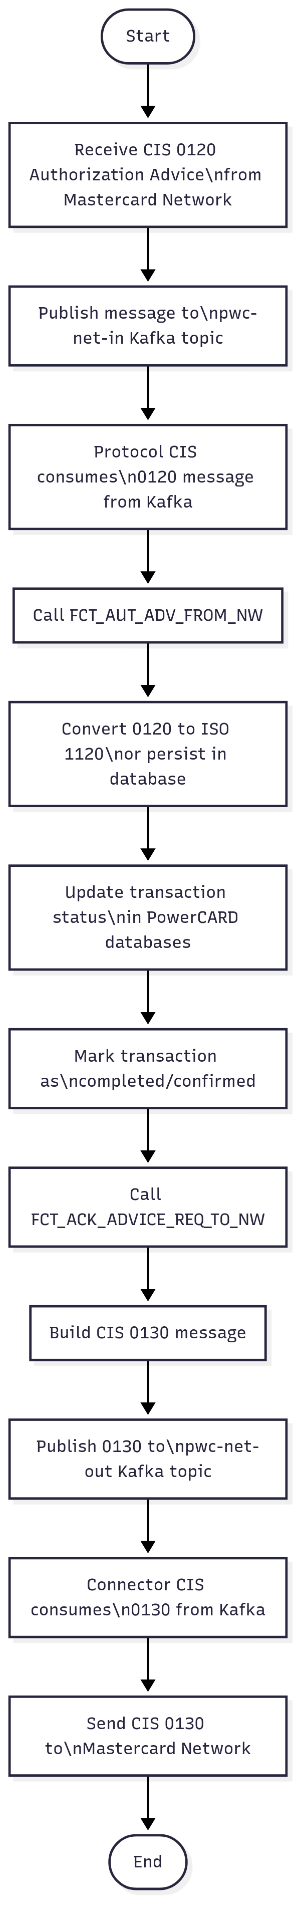 Start
Receive CIS 0120
Authorization Advice\nfrom
Mastercard Network
Publish message to\npwc-
net-in Kafka topic
Protocol CIS
consumes\n0120 message
from Kafka
Call FCT_AUT_ADV_FROM_NW
Convert 0120 to ISO
1120\nor persist in
database
Update transaction
status\nin PowerCARD
databases
Mark transaction
as\ncompleted/confirmed
Call
FCT_ACK_ADVICE_REQ_TO_NW
Build CIS 0130 message
Publish 0130 to\npwc-net-
out Kafka topic
Connector CIS
consumes\n0130 from Kafka
Send CIS 0130
to\nMastercard Network
End